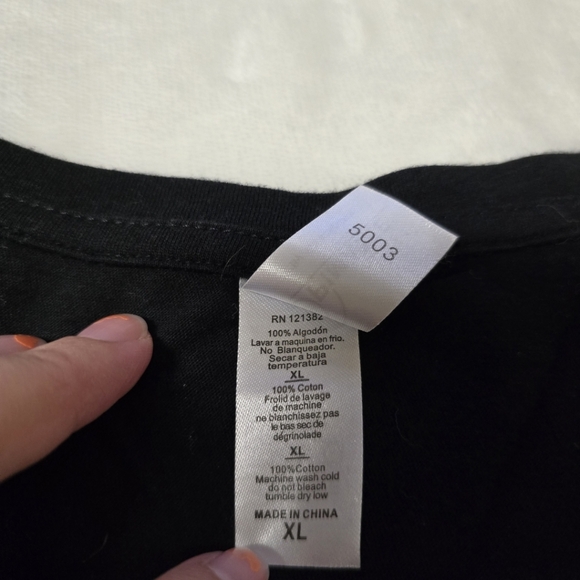 5003
RN 121382
100% Algodón
Lavar a maquina en frio.
No Blanqueador.
Secar a baja
temperatura
XL
100% Coton
Frolid de lavage
de machine
ne blanchissez pas
le bas sec de
dégrinolade
XL
100%Cotton
Machine wash cold
do not bleach
tumble dry low
MADE IN CHINA
XL